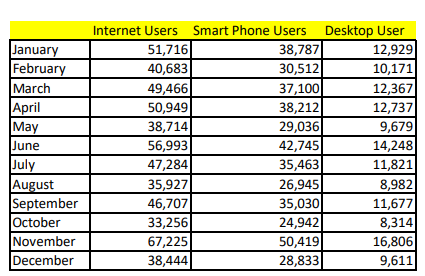 Internet Users Smart Phone Users Desktop User
January 51,716 38,787 12,929
February 40,683 30,512 10,171
March 49,466 37,100 12,367
April 50,949 38,212 12,737
May 38,714 29,036 9,679
June 56,993 42,745 14,248
July 47,284 35,463 11,821
August 35,927 26,945 8,982
September 46,707 35,030 11,677
October 33,256 24,942 8,314
November 67,225 50,419 16,806
December 38,444 28,833 9,611